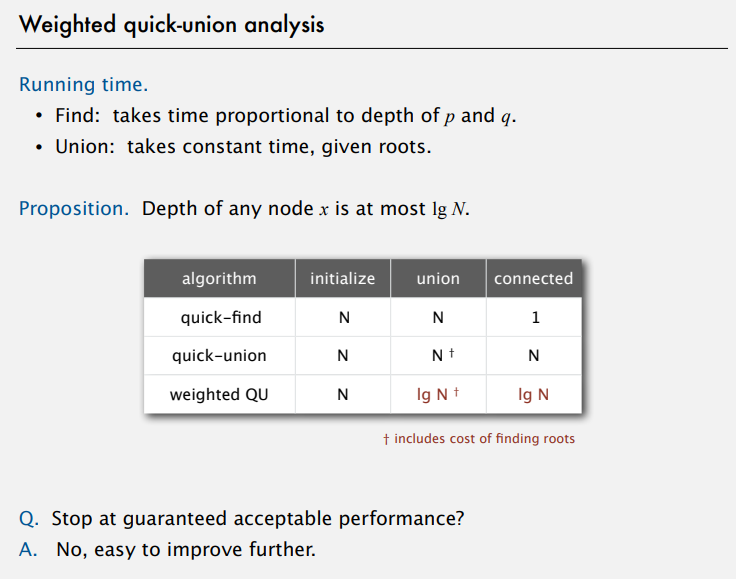 Weighted quick-union analysis
Running time.
• Find: takes time proportional to depth of p and q.
• Union: takes constant time, given roots.
Proposition. Depth of any node x is at most lg N.
algorithm initialize union connected
quick–find N N 1
quick–union N N † N
weighted QU N lg N † lg N
† includes cost of finding roots
Q. Stop at guaranteed acceptable performance?
A. No, easy to improve further.